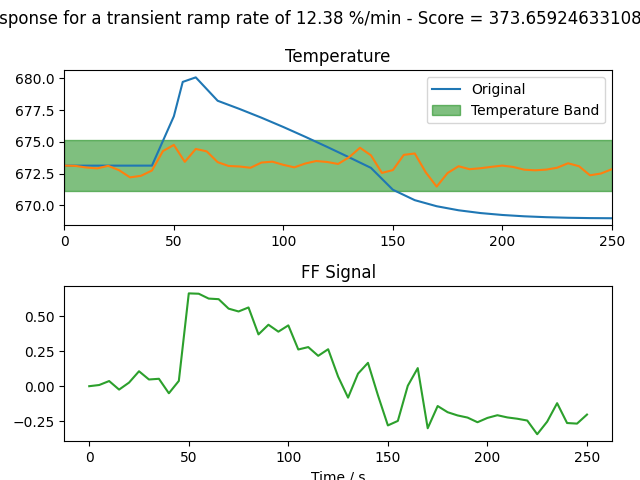 sponse for a transient ramp rate of 12.38 %/min - Score = 373.65924633108
Temperature
680.0
677.5
675.0
672.5
670.0
Original
Temperature Band
0 50 100 150 200 250
FF Signal
0.50
0.25
0.00
−0.25
0 50 100 150 200 250
Time / s